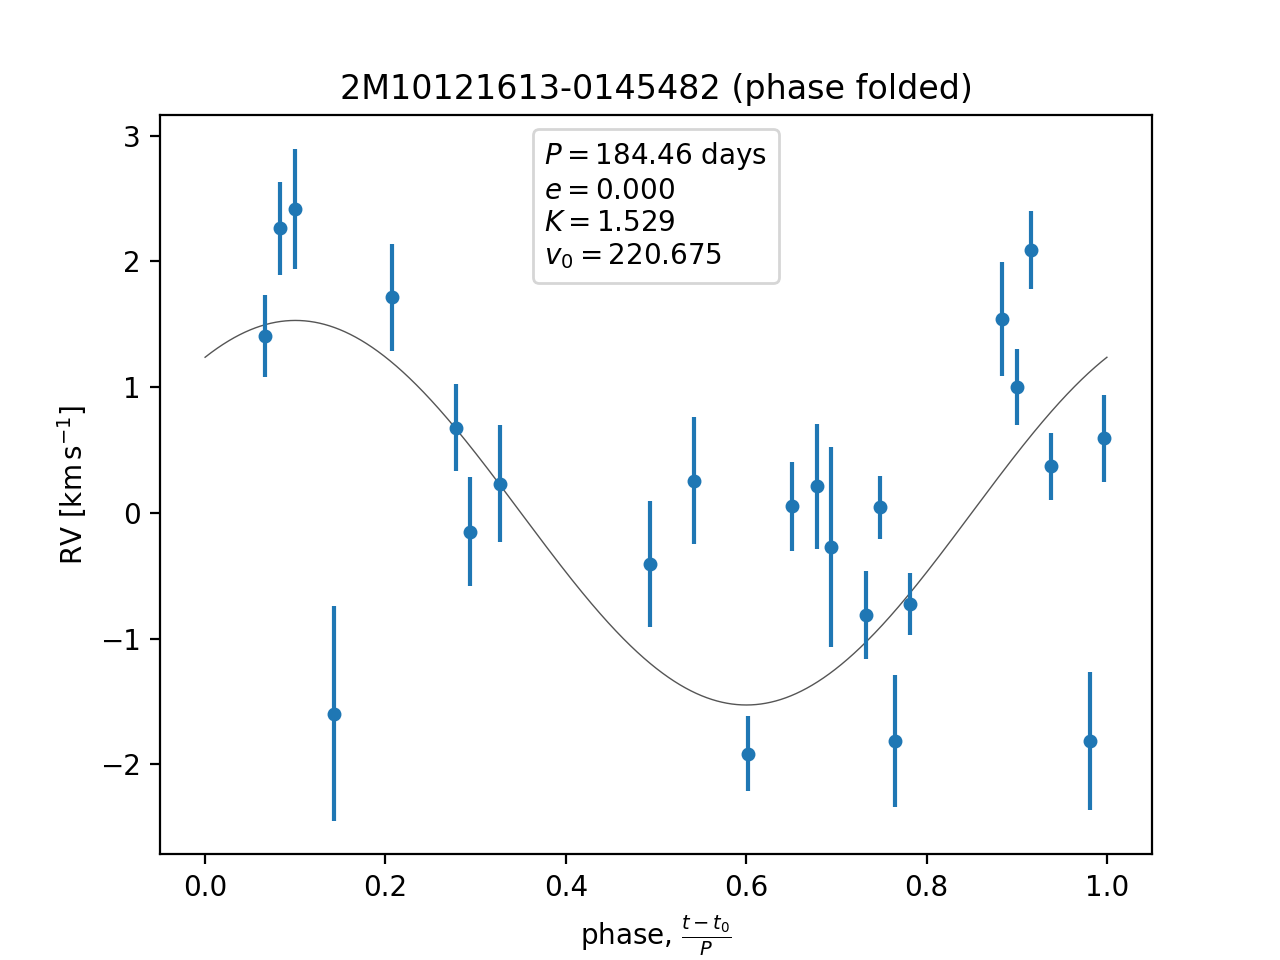 2M10121613-0145482 (phase folded)
P = 184.46 days
e = 0.000
K = 1.529
v₀ = 220.675
RV [km s⁻¹]
3
2
1
0
−1
−2
0.0 0.2 0.4 0.6 0.8 1.0
phase, (t − t₀)/P